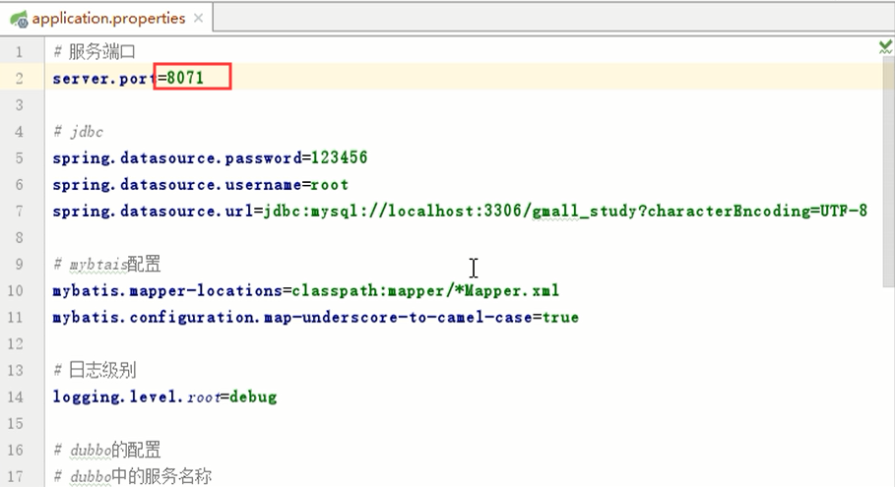 application.properties
1 # 服务端口
2 server.port=8071
3
4 # jdbc
5 spring.datasource.password=123456
6 spring.datasource.username=root
7 spring.datasource.url=jdbc:mysql://localhost:3306/gmall_study?characterEncoding=UTF-8
8
9 # mybtais配置
10 mybatis.mapper-locations=classpath:mapper/*Mapper.xml
11 mybatis.configuration.map-underscore-to-camel-case=true
12
13 # 日志级别
14 logging.level.root=debug
15
16 # dubbo的配置
17 # dubbo中的服务名称